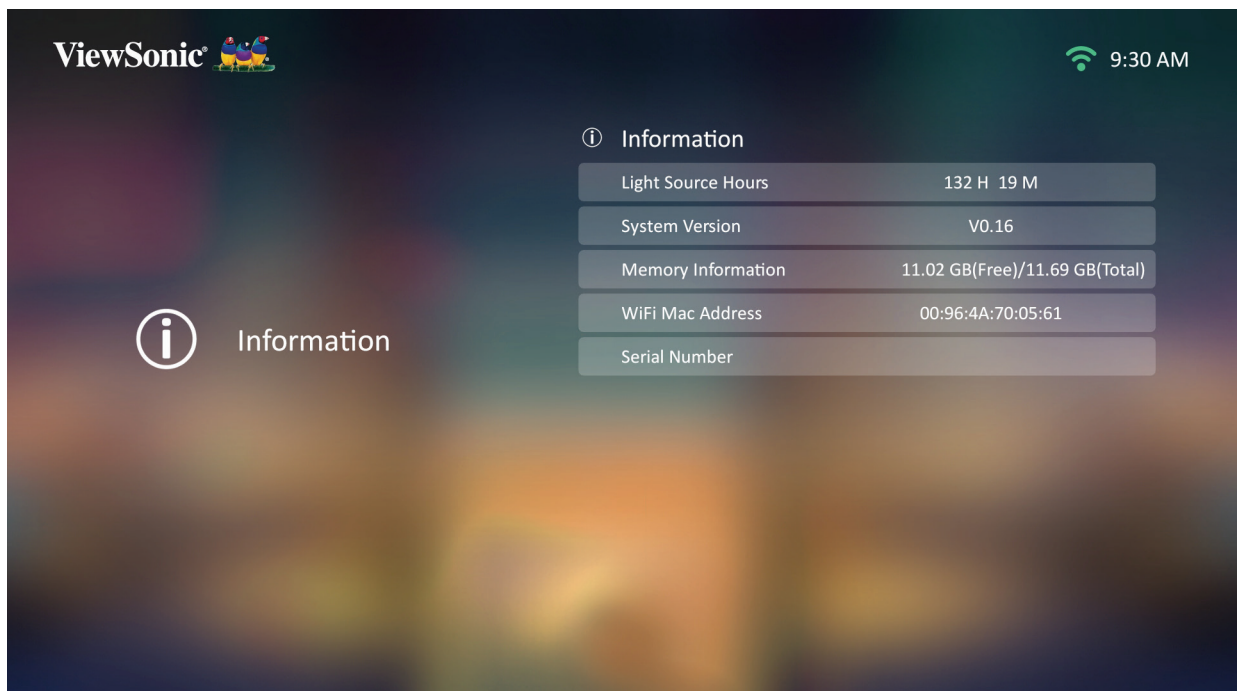 ViewSonic®
9:30 AM
Information
Light Source Hours 132 H 19 M
System Version V0.16
Memory Information 11.02 GB(Free)/11.69 GB(Total)
WiFi Mac Address 00:96:4A:70:05:61
Serial Number
Information